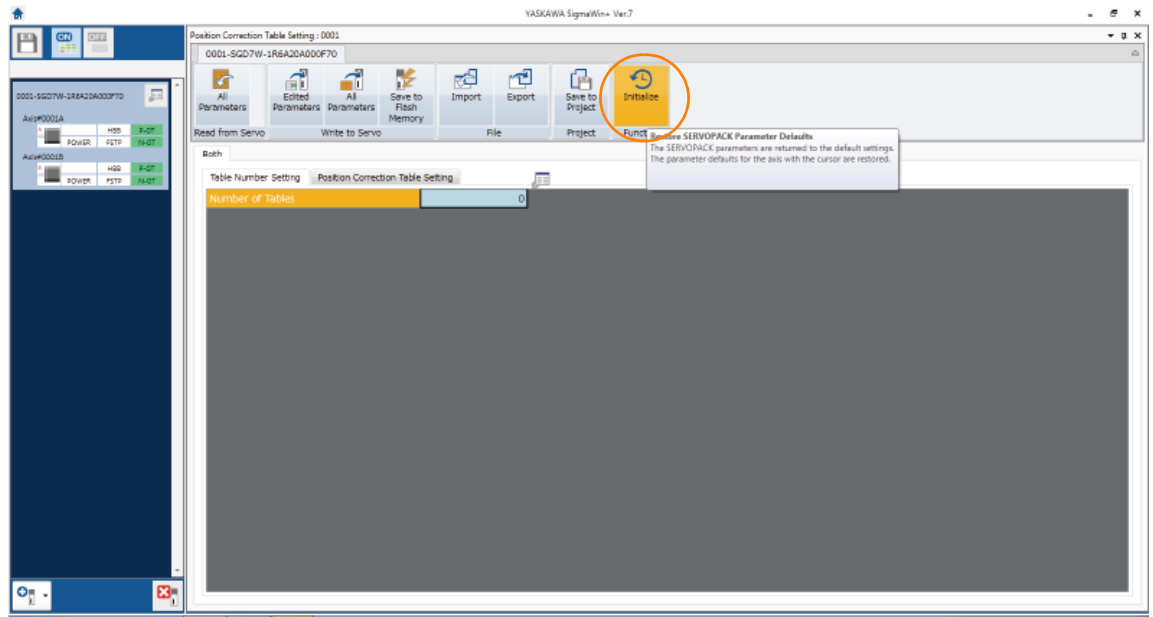 YASKAWA SigmaWin+ Ver.7
ON
OFF
Position Correction Table Setting : 0001
0001-SGD7W-1R6A20A000F70
All Parameters
Edited Parameters
All Parameters
Save to Flash Memory
Import
Export
Save to Project
Initialize
Read from Servo
Write to Servo
File
Project
Funct
Restore SERVOPACK Parameter Defaults
The SERVOPACK parameters are returned to the default settings.
The parameter defaults for the axis with the cursor are restored.
0001-SGD7W-1R6A20A000F70
Axis#0001A
HBB
P-OT
POWER
FSTP
N-OT
Axis#0001B
HBB
P-OT
POWER
FSTP
N-OT
Both
Table Number Setting
Position Correction Table Setting
Number of Tables
0